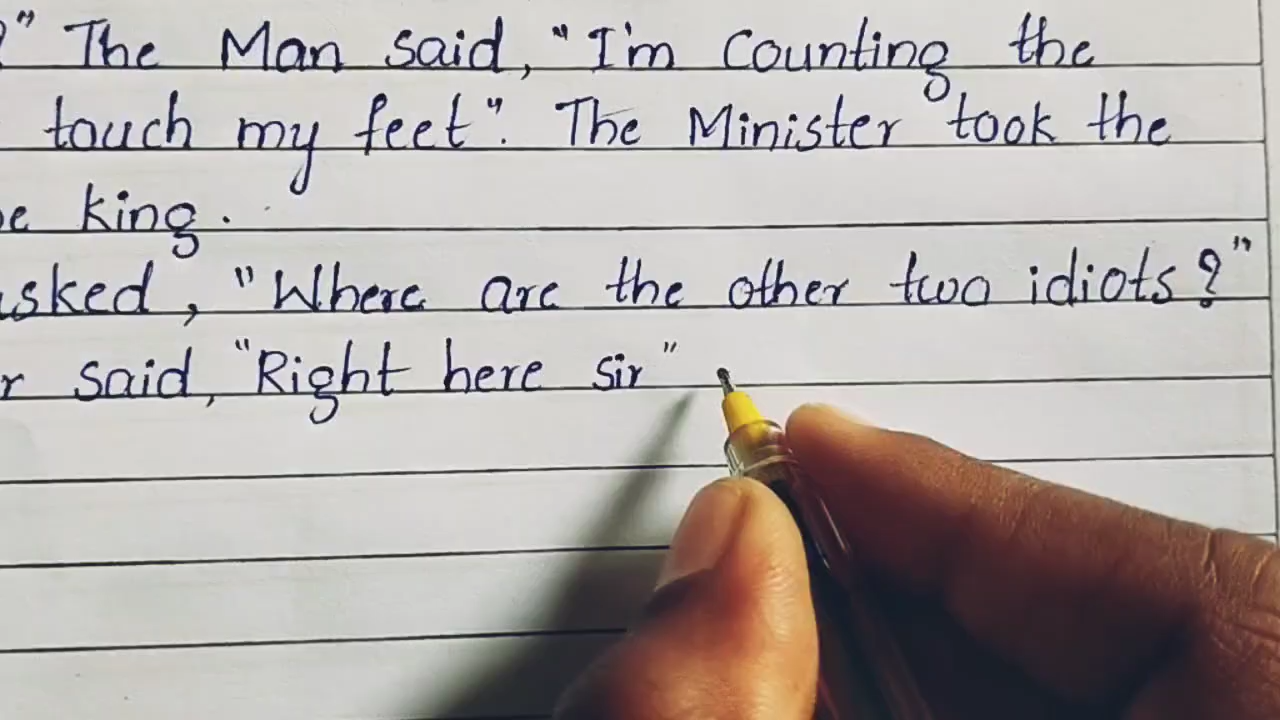 ?" The Man said, "I'm Counting the
touch my feet". The Minister took the
king.
asked, "Where are the other two idiots?"
r said, "Right here sir"